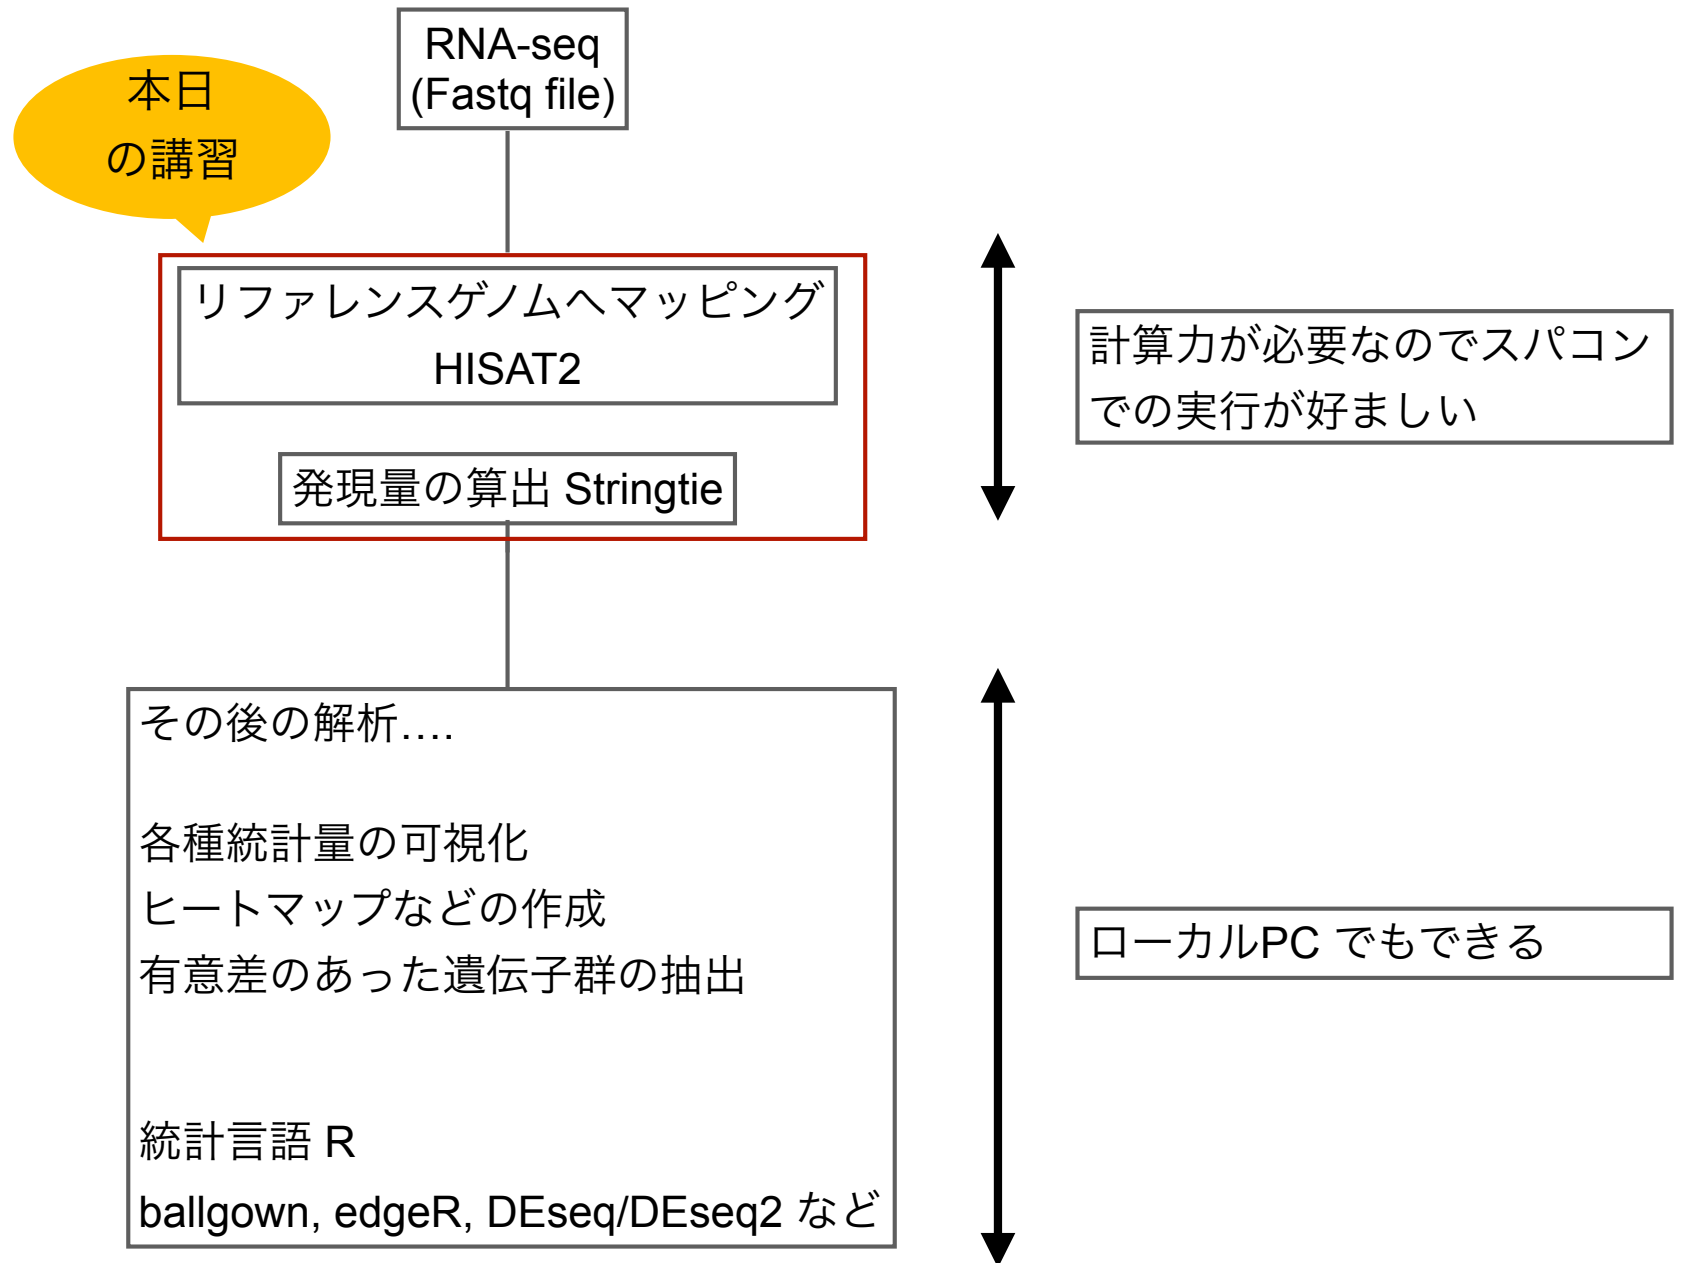 RNA-seq
(Fastq file)
本日
の講習
リファレンスゲノムへマッピング
HISAT2
計算力が必要なのでスパコン
での実行が好ましい
発現量の算出 Stringtie
その後の解析....
各種統計量の可視化
ヒートマップなどの作成
有意差のあった遺伝子群の抽出
ローカルPC でもできる
統計言語 R
ballgown, edgeR, DEseq/DEseq2 など